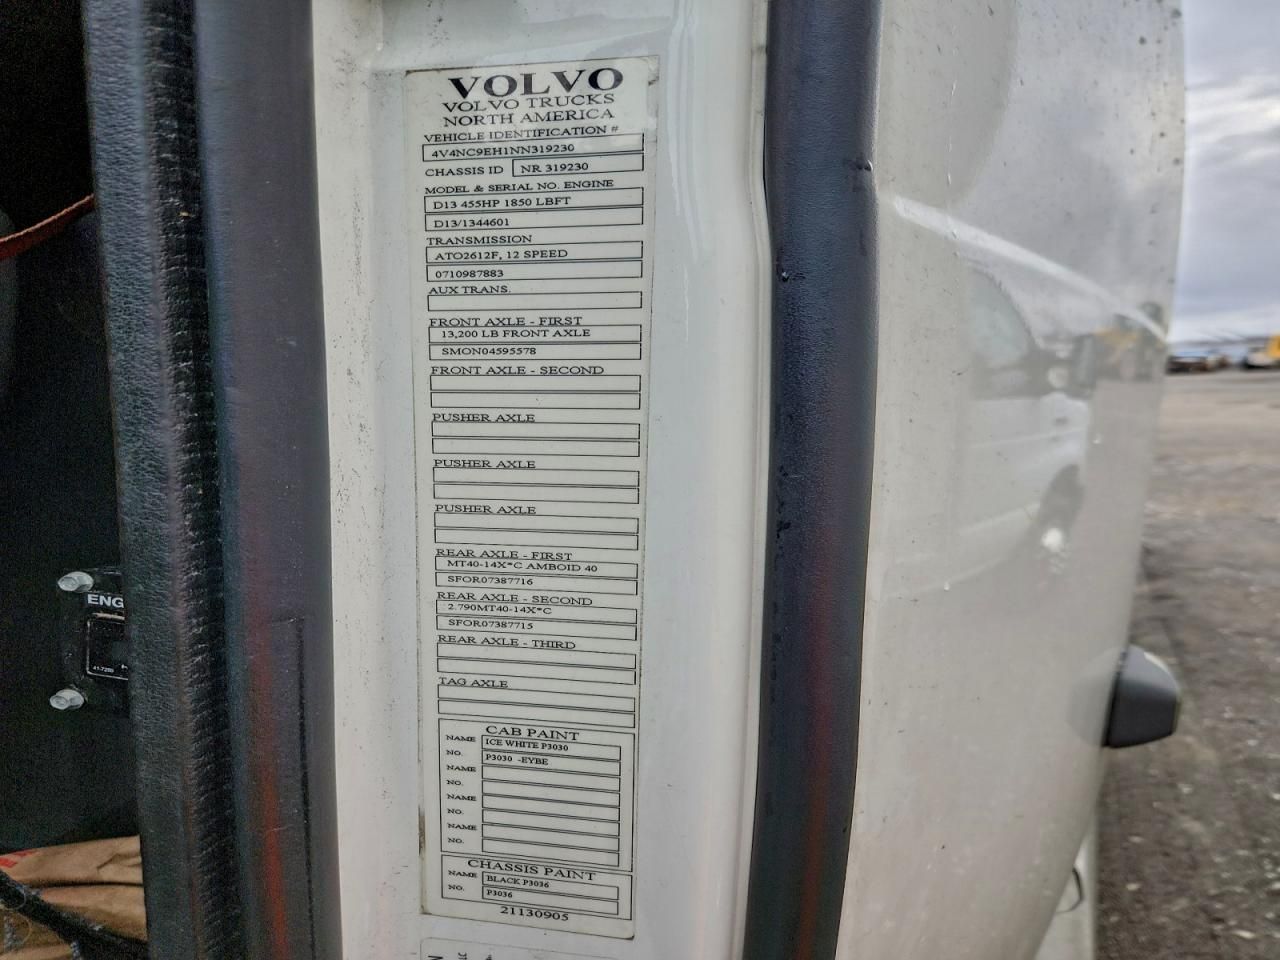 VOLVO
VOLVO TRUCKS
NORTH AMERICA
VEHICLE IDENTIFICATION #
4V4NC9EH1NN319230
CHASSIS ID NR 319230
MODEL & SERIAL NO. ENGINE
D13 455HP 1850 LBFT
D13/1344601
TRANSMISSION
ATO2612F, 12 SPEED
0710987883
AUX TRANS.
FRONT AXLE - FIRST
13,200 LB FRONT AXLE
SMON04595578
FRONT AXLE - SECOND
PUSHER AXLE
PUSHER AXLE
PUSHER AXLE
REAR AXLE - FIRST
MT40-14X*C AMBOID 40
SFOR07387716
REAR AXLE - SECOND
2.790MT40-14X*C
SFOR07387715
REAR AXLE - THIRD
TAG AXLE
CAB PAINT
NAME ICE WHITE P3030
NO. P3030 -EYBE
NAME
NO.
NAME
NO.
NAME
NO.
CHASSIS PAINT
NAME BLACK P3036
NO. P3036
21130905
ENG